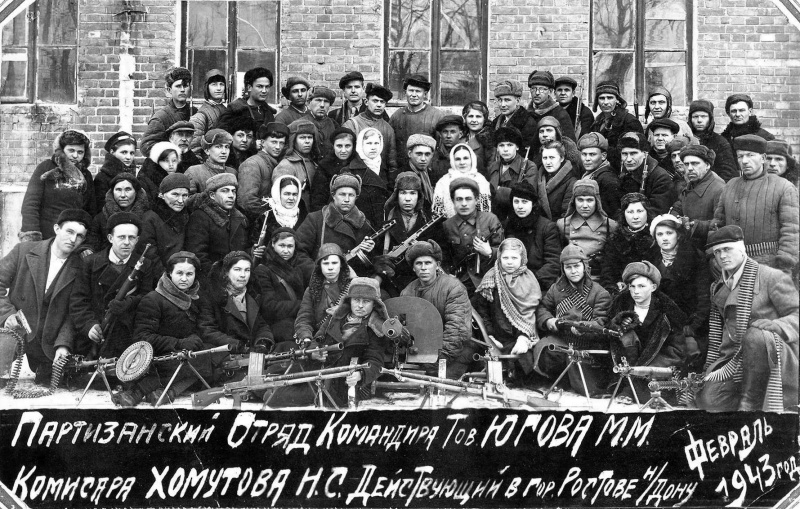 Партизанский Отряд Командира Тов. ЮГОВА М.М.
Комисара ХОМУТОВА Н.С. Действующий в гор. Ростове н/Дону
Февраль
1943 год.